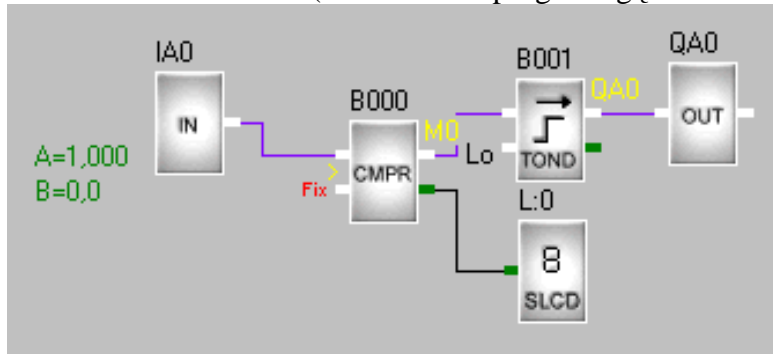 IA0
IN
A=1,000
B=0,0
B000
M0
>
Fix
CMPR
B001
Lo
TOND
QA0
QA0
OUT
L:0
8
SLCD